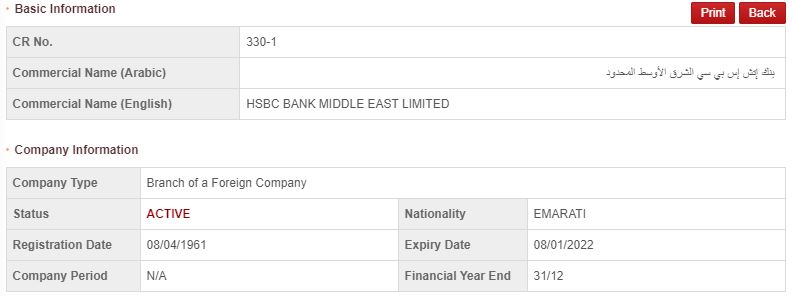 Basic Information
Print Back
CR No. 330-1
Commercial Name (Arabic) بنك إتش إس بي سي الشرق الأوسط المحدود
Commercial Name (English) HSBC BANK MIDDLE EAST LIMITED
Company Information
Company Type Branch of a Foreign Company
Status ACTIVE Nationality EMARATI
Registration Date 08/04/1961 Expiry Date 08/01/2022
Company Period N/A Financial Year End 31/12